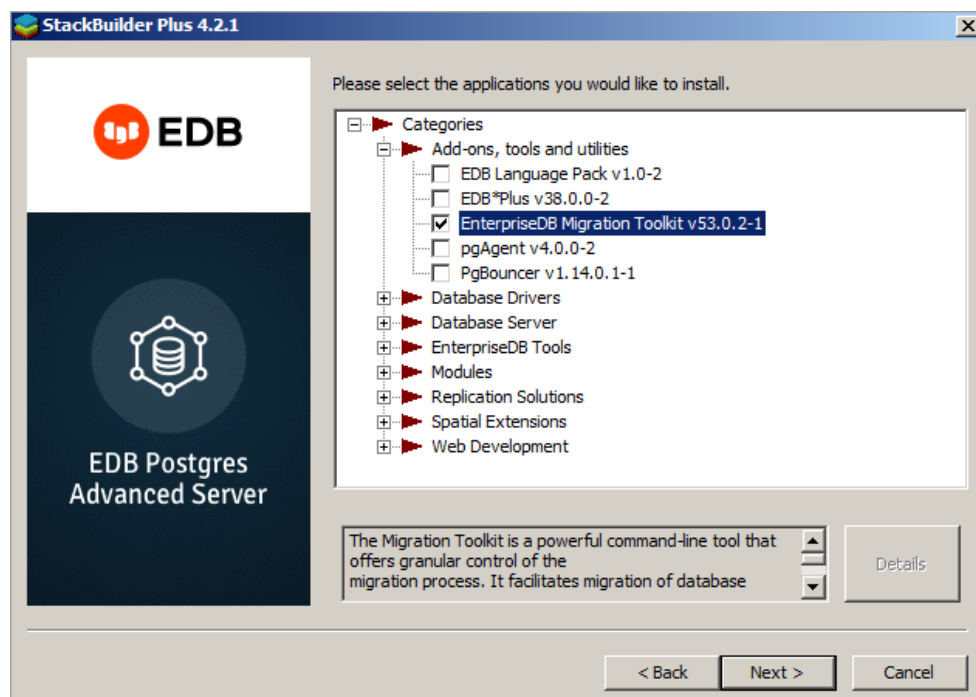 StackBuilder Plus 4.2.1
EDB
EDB
EDB Postgres
Advanced Server
Please select the applications you would like to install.
Categories
Add-ons, tools and utilities
EDB Language Pack v1.0-2
EDB*Plus v38.0.0-2
EnterpriseDB Migration Toolkit v53.0.2-1
pgAgent v4.0.0-2
PgBouncer v1.14.0.1-1
Database Drivers
Database Server
EnterpriseDB Tools
Modules
Replication Solutions
Spatial Extensions
Web Development
The Migration Toolkit is a powerful command-line tool that
offers granular control of the
migration process. It facilitates migration of database
Details
< Back
Next >
Cancel